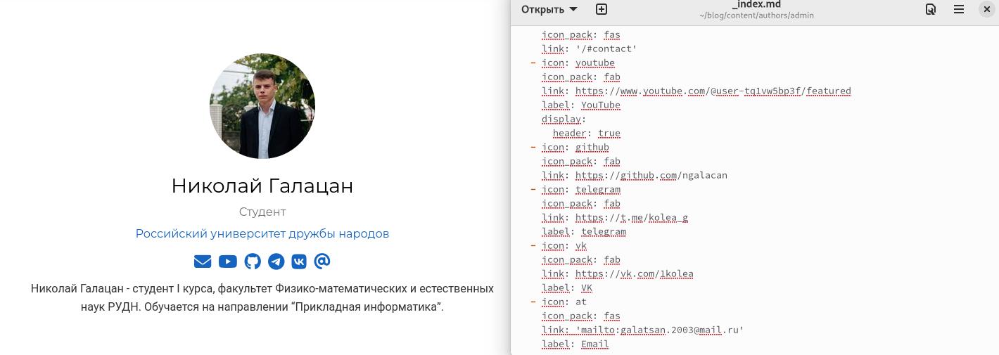 Николай Галацан
Студент
Российский университет дружбы народов
Николай Галацан - студент I курса, факультет Физико-математических и естественных
наук РУДН. Обучается на направлении “Прикладная информатика”.
Открыть
_index.md
~/blog/content/authors/admin
icon_pack: fas
link: '/#contact'
- icon: youtube
icon_pack: fab
link: https://www.youtube.com/@user-tq1vw5bp3f/featured
label: YouTube
display:
header: true
- icon: github
icon_pack: fab
link: https://github.com/ngalacan
- icon: telegram
icon_pack: fab
link: https://t.me/kolea_g
label: telegram
- icon: vk
icon_pack: fab
link: https://vk.com/1kolea
label: VK
- icon: at
icon_pack: fas
link: 'mailto:galatsan.2003@mail.ru'
label: Email